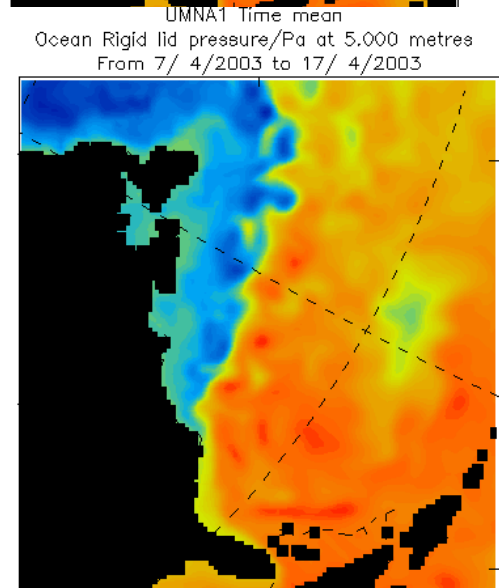 UMNA1 Time mean
Ocean Rigid lid pressure/Pa at 5.000 metres
From 7/ 4/2003 to 17/ 4/2003